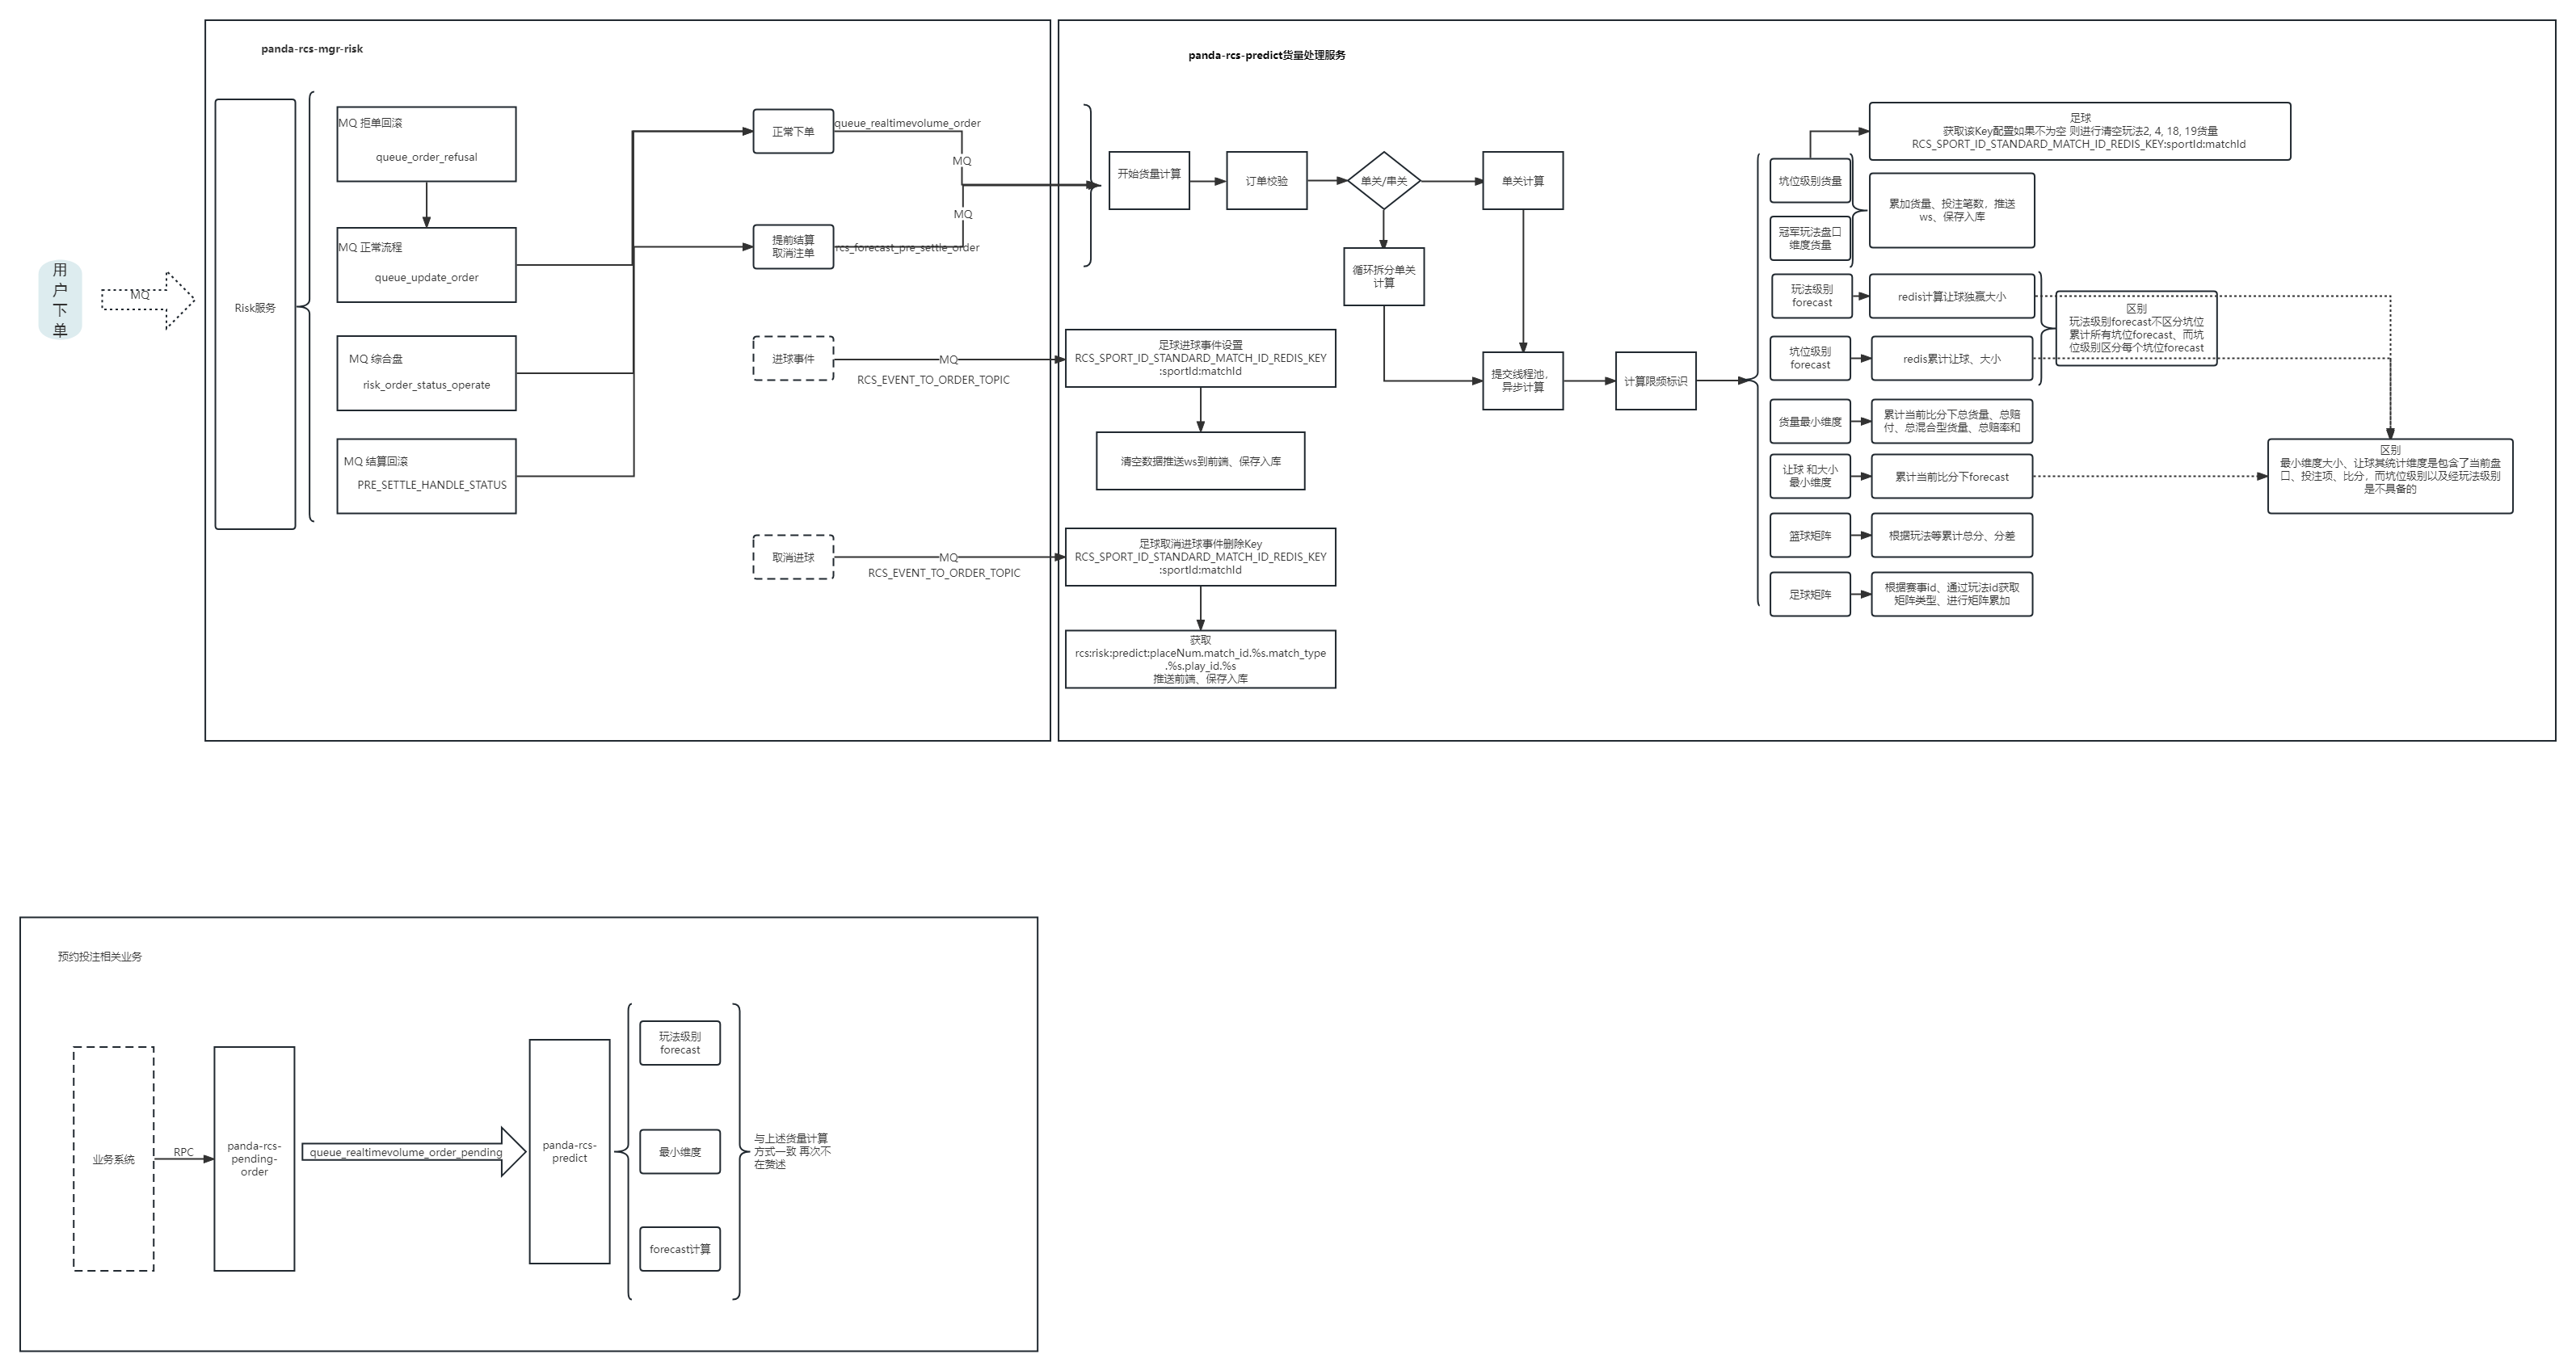 panda-rcs-mgr-risk
用
户
下
单
MQ
Risk服务
MQ 拒单回滚
queue_order_refusal
MQ 正常流程
queue_update_order
MQ 综合盘
risk_order_status_operate
MQ 结算回滚
PRE_SETTLE_HANDLE_STATUS
正常下单
queue_realtimevolume_order
MQ
提前结算
取消注单
rcs_forecast_pre_settle_order
MQ
进球事件
MQ
RCS_EVENT_TO_ORDER_TOPIC
取消进球
MQ
RCS_EVENT_TO_ORDER_TOPIC
panda-rcs-predict货量处理服务
开始货量计算
订单校验
单关/串关
单关计算
循环拆分单关
计算
提交线程池，
异步计算
计算限频标识
足球进球事件设置
RCS_SPORT_ID_STANDARD_MATCH_ID_REDIS_KEY
:sportId:matchId
清空数据推送ws到前端、保存入库
足球取消进球事件删除Key
RCS_SPORT_ID_STANDARD_MATCH_ID_REDIS_KEY
:sportId:matchId
获取
rcs:risk:predict:placeNum.match_id.%s.match_type
.%s.play_id.%s
推送前端、保存入库
足球
获取该Key配置如果不为空 则进行清空玩法2, 4, 18, 19货量
RCS_SPORT_ID_STANDARD_MATCH_ID_REDIS_KEY:sportId:matchId
坑位级别货量
冠军玩法盘口
维度货量
累加货量、投注笔数，推送
ws、保存入库
玩法级别
forecast
redis计算让球独赢大小
坑位级别
forecast
redis累计让球、大小
区别
玩法级别forecast不区分坑位
累计所有坑位forecast、而坑
位级别区分每个坑位forecast
货量最小维度
累计当前比分下总货量、总赔
付、总混合型货量、总赔率和
让球 和大小
最小维度
累计当前比分下forecast
区别
最小维度大小、让球其统计维度是包含了当前盘
口、投注项、比分，而坑位级别以及经玩法级别
是不具备的
篮球矩阵
根据玩法等累计总分、分差
足球矩阵
根据赛事id、通过玩法id获取
矩阵类型、进行矩阵累加
预约投注相关业务
业务系统
RPC
panda-rcs-
pending-
order
queue_realtimevolume_order_pending
panda-rcs-
predict
玩法级别
forecast
最小维度
forecast计算
与上述货量计算
方式一致 再次不
在赘述